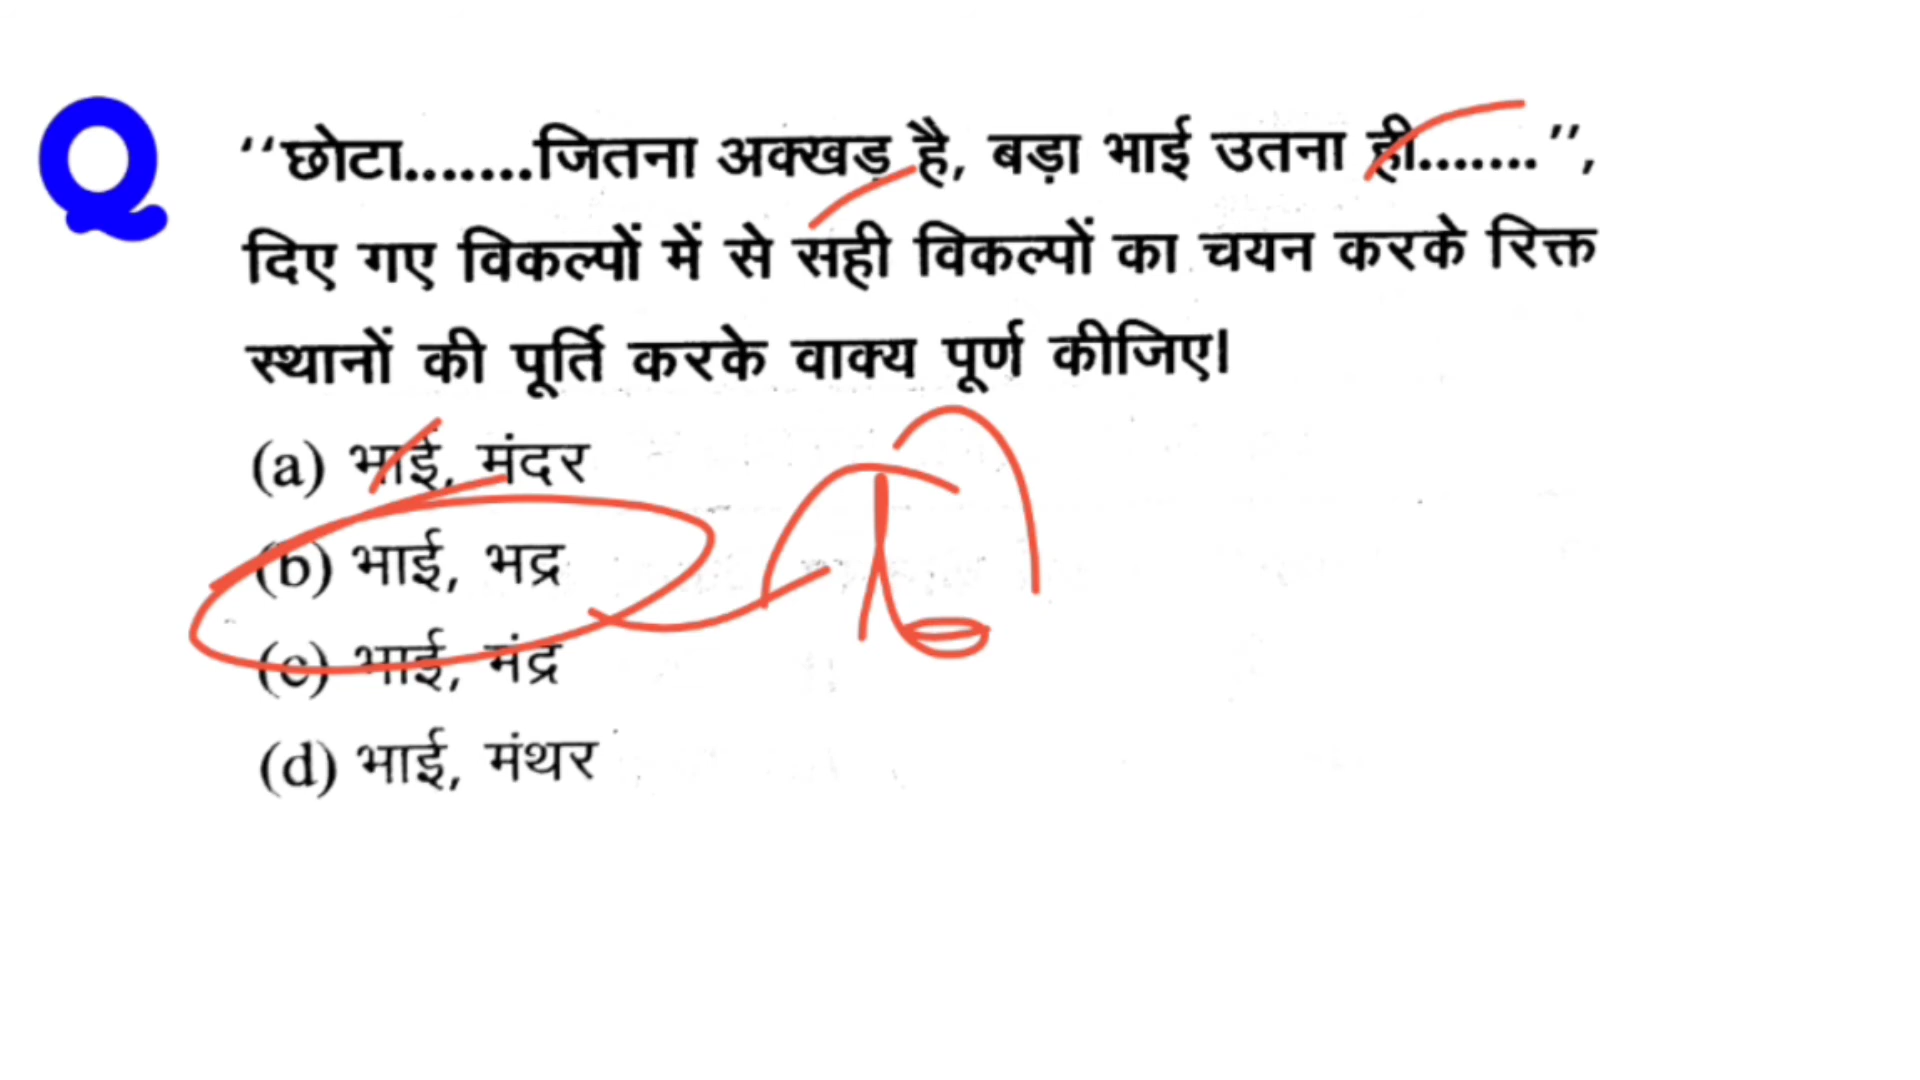 Q "छोटा.......जितना अक्खड़ है, बड़ा भाई उतना ही.......",
दिए गए विकल्पों में से सही विकल्पों का चयन करके रिक्त
स्थानों की पूर्ति करके वाक्य पूर्ण कीजिए।
(a) भाई, मंदर
(b) भाई, भद्र
(c) भाई, मंद्र
(d) भाई, मंथर